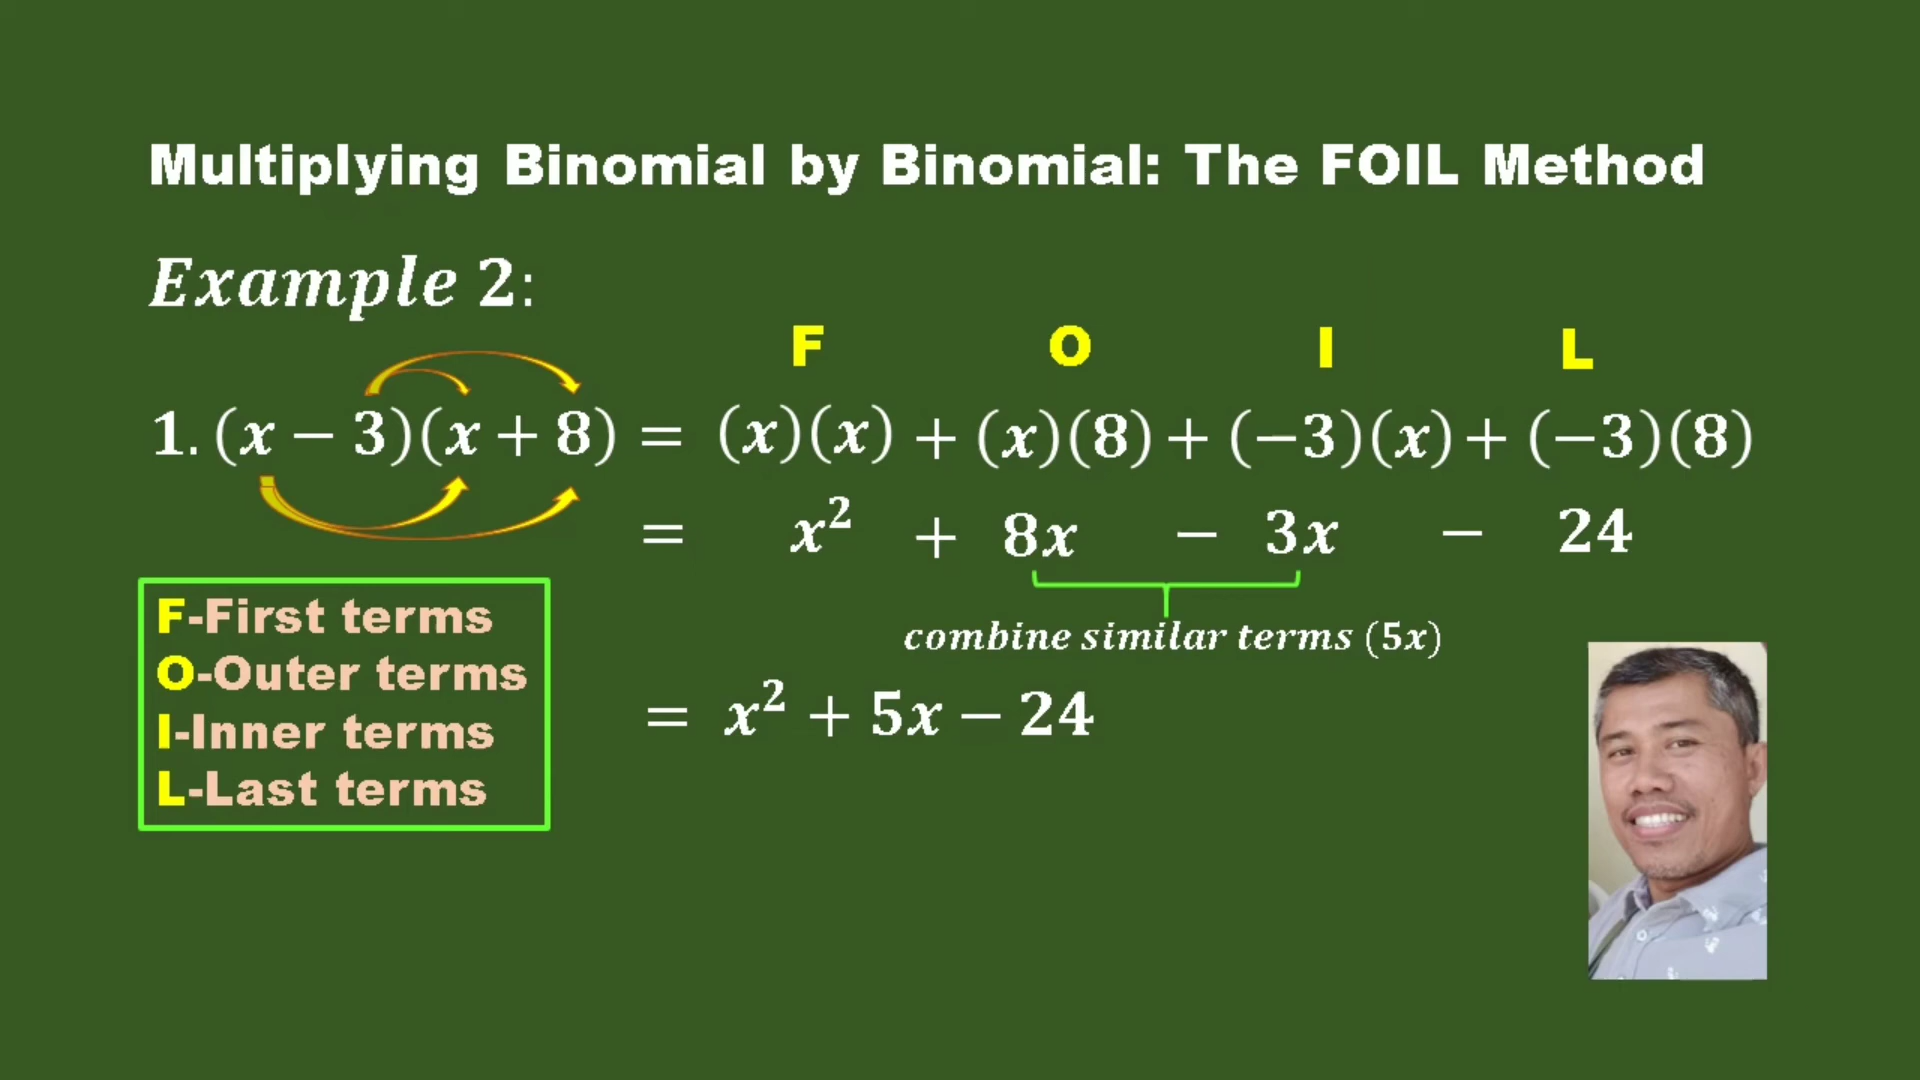 Multiplying Binomial by Binomial: The FOIL Method
Example 2:
F O I L
1. (x − 3)(x + 8) = (x)(x) + (x)(8) + (−3)(x) + (−3)(8)
= x² + 8x − 3x − 24
combine similar terms (5x)
= x² + 5x − 24
F-First terms
O-Outer terms
I-Inner terms
L-Last terms